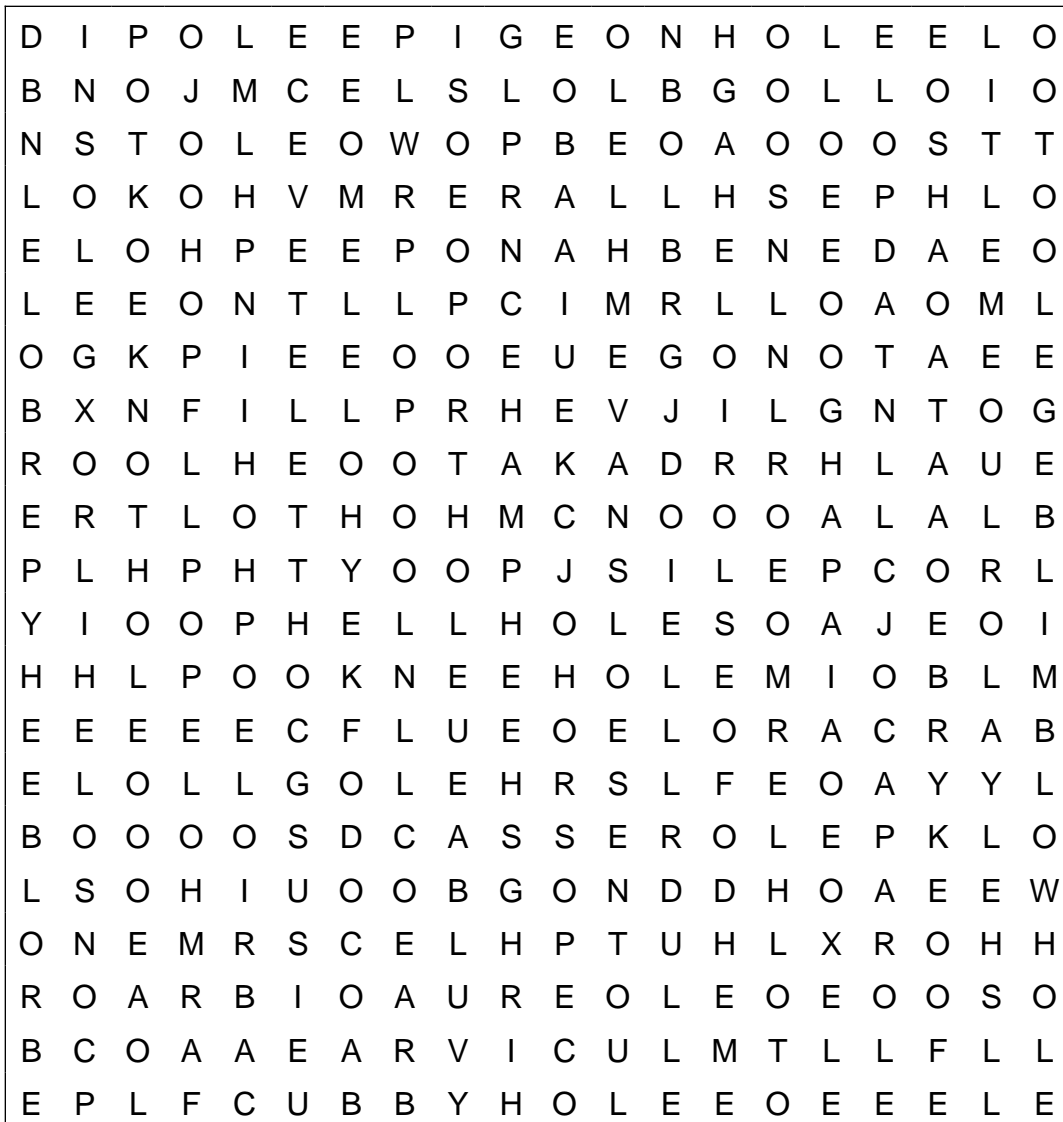 D I P O L E E P I G E O N H O L E E L O
B N O J M C E L S L O L B G O L L O I O
N S T O L E O W O P B E O A O O O S T T
L O K O H V M R E R A L L H S E P H L O
E L O H P E E P O N A H B E N E D A E O
L E E O N T L L P C I M R L L O A O M L
O G K P I E E O O E U E G O N O T A E E
B X N F I L L P R H E V J I L G N T O G
R O O L H E O O T A K A D R R H L A U E
E R T L O T H O H M C N O O O A L A L B
P L H P H T Y O O P J S I L E P C O R L
Y I O O P H E L L H O L E S O A J E O I
H H L P O O K N E E H O L E M I O B L M
E E E E E C F L U E O E L O R A C R A B
E L O L L G O L E H R S L F E O A Y Y L
B O O O O S D C A S S E R O L E P K L O
L S O H I U O O B G O N D D H O A E E W
O N E M R S C E L H P T U H L X R O H H
R O A R B I O A U R E O L E O E O O S O
B C O A A E A R V I C U L M T L L F L L
E P L F C U B B Y H O L E E O E E E L E